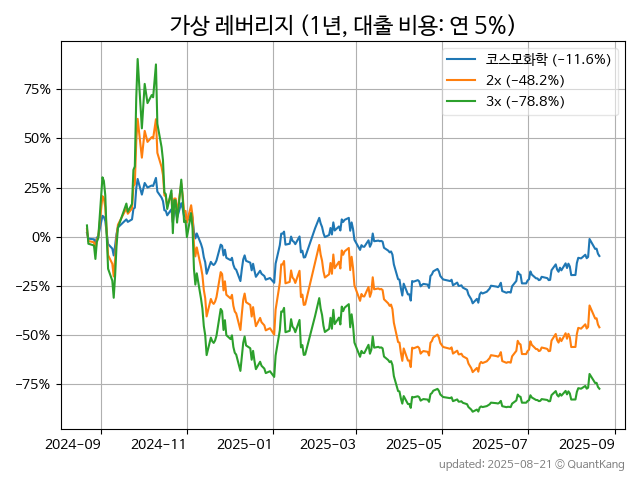 가상 레버리지 (1년, 대출 비용: 연 5%)
코스모화학 (−11.6%)
2x (−48.2%)
3x (−78.8%)
75%
50%
25%
0%
−25%
−50%
−75%
2024-09 2024-11 2025-01 2025-03 2025-05 2025-07 2025-09
updated: 2025-08-21 © QuantKang